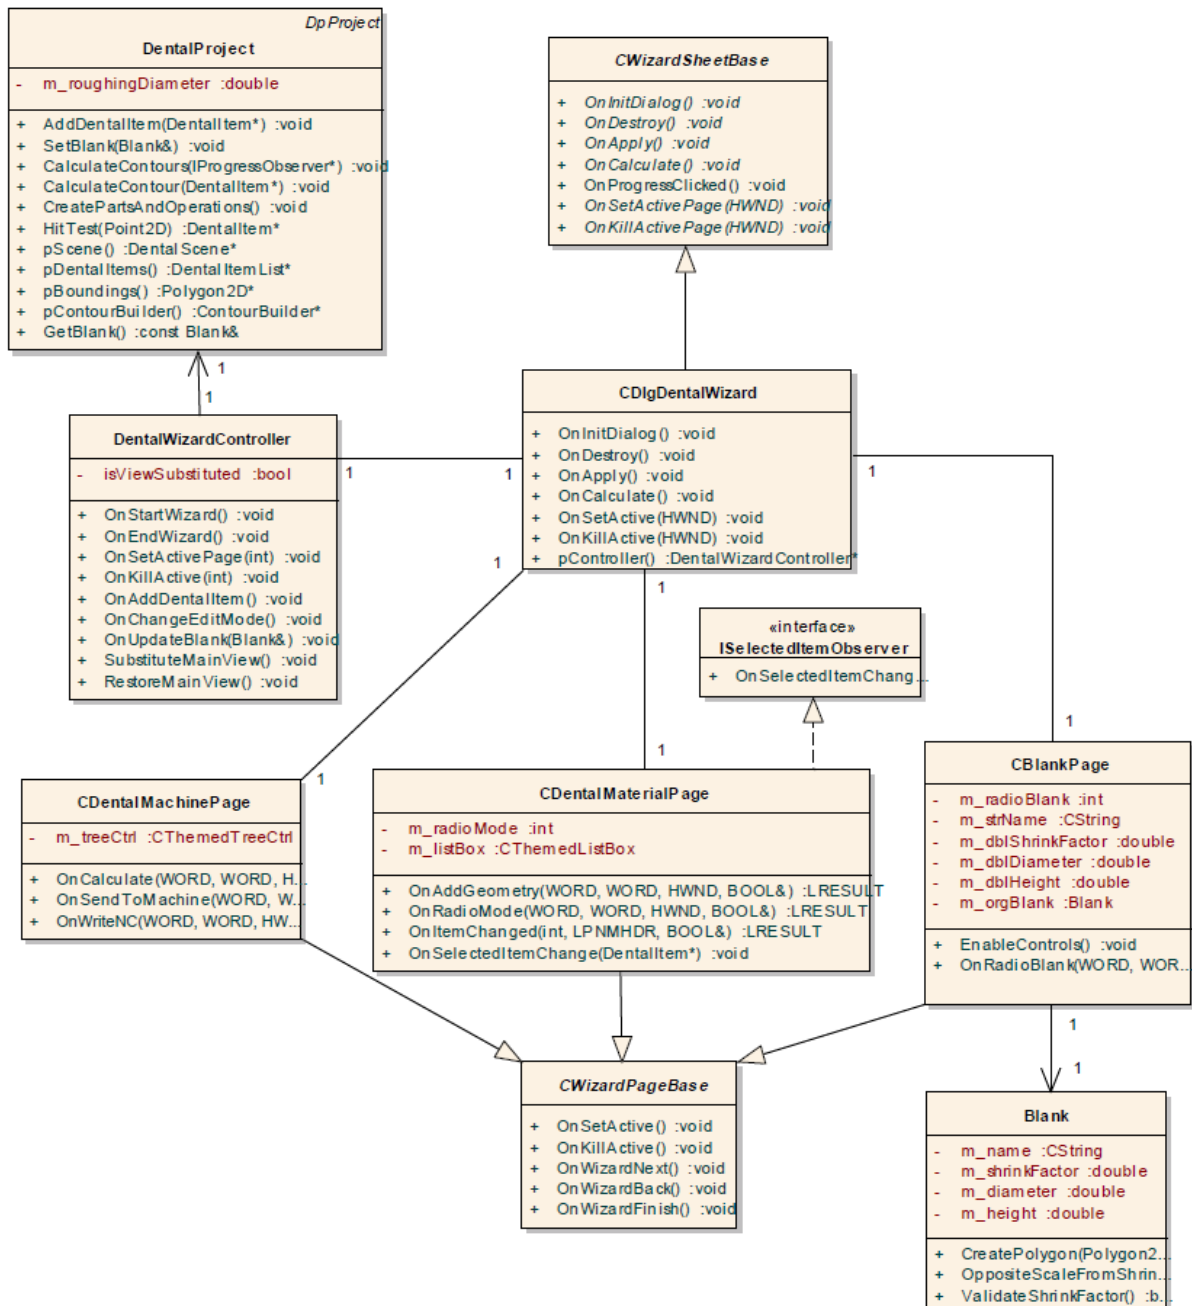 DpProject
DentalProject
- m_roughingDiameter :double
+ AddDentalItem(DentalItem*) :void
+ SetBlank(Blank&) :void
+ CalculateContours(IProgressObserver*) :void
+ CalculateContour(DentalItem*) :void
+ CreatePartsAndOperations() :void
+ HitTest(Point2D) :DentalItem*
+ pScene() :DentalScene*
+ pDentalItems() :DentalItemList*
+ pBoundings() :Polygon2D*
+ pContourBuilder() :ContourBuilder*
+ GetBlank() :const Blank&
CWizardSheetBase
+ OnInitDialog() :void
+ OnDestroy() :void
+ OnApply() :void
+ OnCalculate() :void
+ OnProgressClicked() :void
+ OnSetActivePage(HWND) :void
+ OnKillActivePage(HWND) :void
1
1
DentalWizardController
- isViewSubstituted :bool
+ OnStartWizard() :void
+ OnEndWizard() :void
+ OnSetActivePage(int) :void
+ OnKillActive(int) :void
+ OnAddDentalItem() :void
+ OnChangeEditMode() :void
+ OnUpdateBlank(Blank&) :void
+ SubstituteMainView() :void
+ RestoreMainView() :void
1
1
CDlgDentalWizard
+ OnInitDialog() :void
+ OnDestroy() :void
+ OnApply() :void
+ OnCalculate() :void
+ OnSetActive(HWND) :void
+ OnKillActive(HWND) :void
+ pController() :DentalWizardController*
1
1
1
«interface»
ISelectedItemObserver
+ OnSelectedItemChang...
1
1
1
CDentalMachinePage
- m_treeCtrl :CThemedTreeCtrl
+ OnCalculate(WORD, WORD, H...
+ OnSendToMachine(WORD, W...
+ OnWriteNC(WORD, WORD, HW...
CDentalMaterialPage
- m_radioMode :int
- m_listBox :CThemedListBox
+ OnAddGeometry(WORD, WORD, HWND, BOOL&) :LRESULT
+ OnRadioMode(WORD, WORD, HWND, BOOL&) :LRESULT
+ OnItemChanged(int, LPNMHDR, BOOL&) :LRESULT
+ OnSelectedItemChange(DentalItem*) :void
CBlankPage
- m_radioBlank :int
- m_strName :CString
- m_dblShrinkFactor :double
- m_dblDiameter :double
- m_dblHeight :double
- m_orgBlank :Blank
+ EnableControls() :void
+ OnRadioBlank(WORD, WOR...
1
1
CWizardPageBase
+ OnSetActive() :void
+ OnKillActive() :void
+ OnWizardNext() :void
+ OnWizardBack() :void
+ OnWizardFinish() :void
Blank
- m_name :CString
- m_shrinkFactor :double
- m_diameter :double
- m_height :double
+ CreatePolygon(Polygon2...
+ OppositeScaleFromShrin...
+ ValidateShrinkFactor() :b...